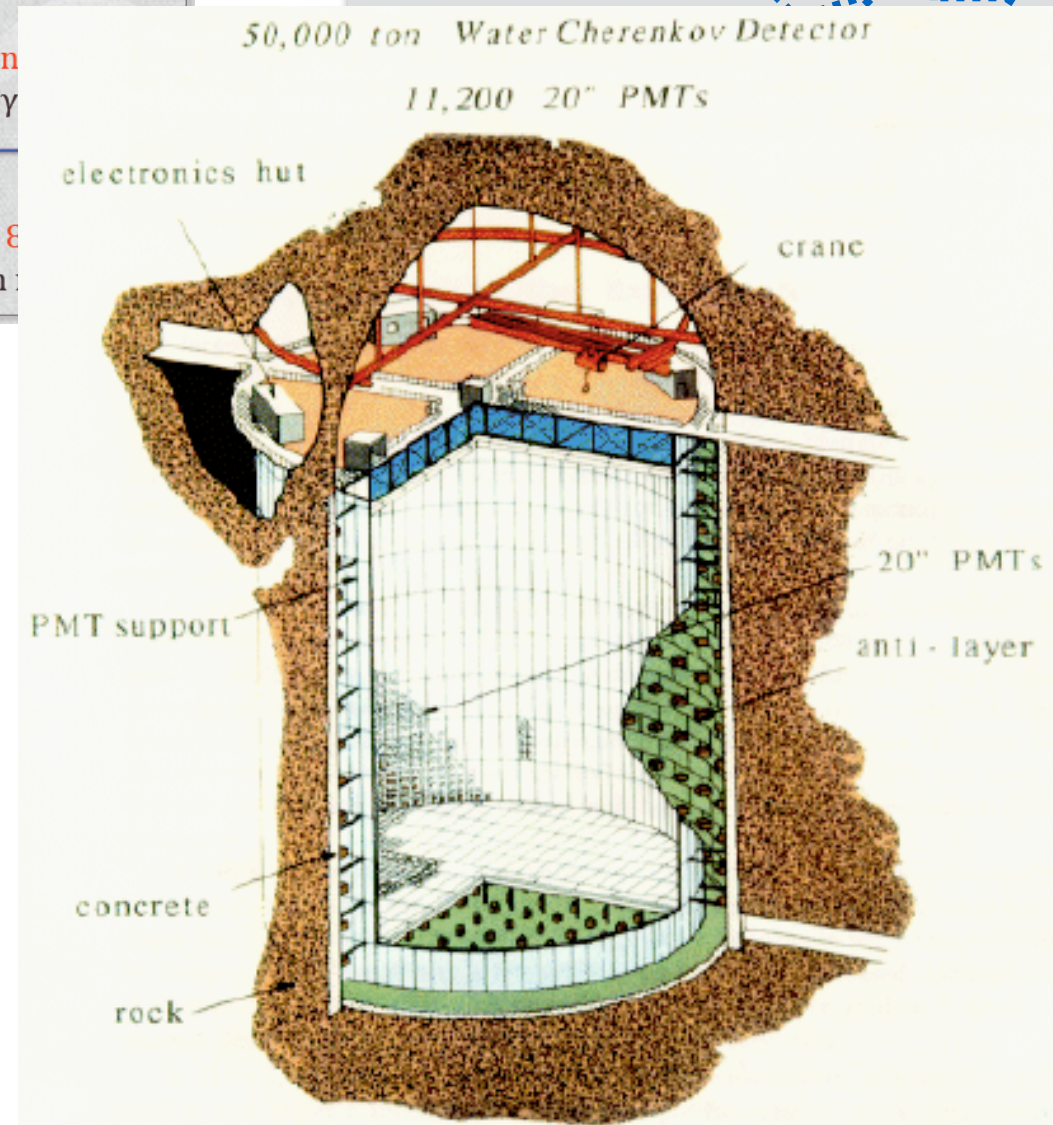 50,000 ton Water Cherenkov Detector
11,200 20" PMTs
electronics hut
crane
20" PMTs
PMT support
anti - layer
concrete
rock
n
γ
g